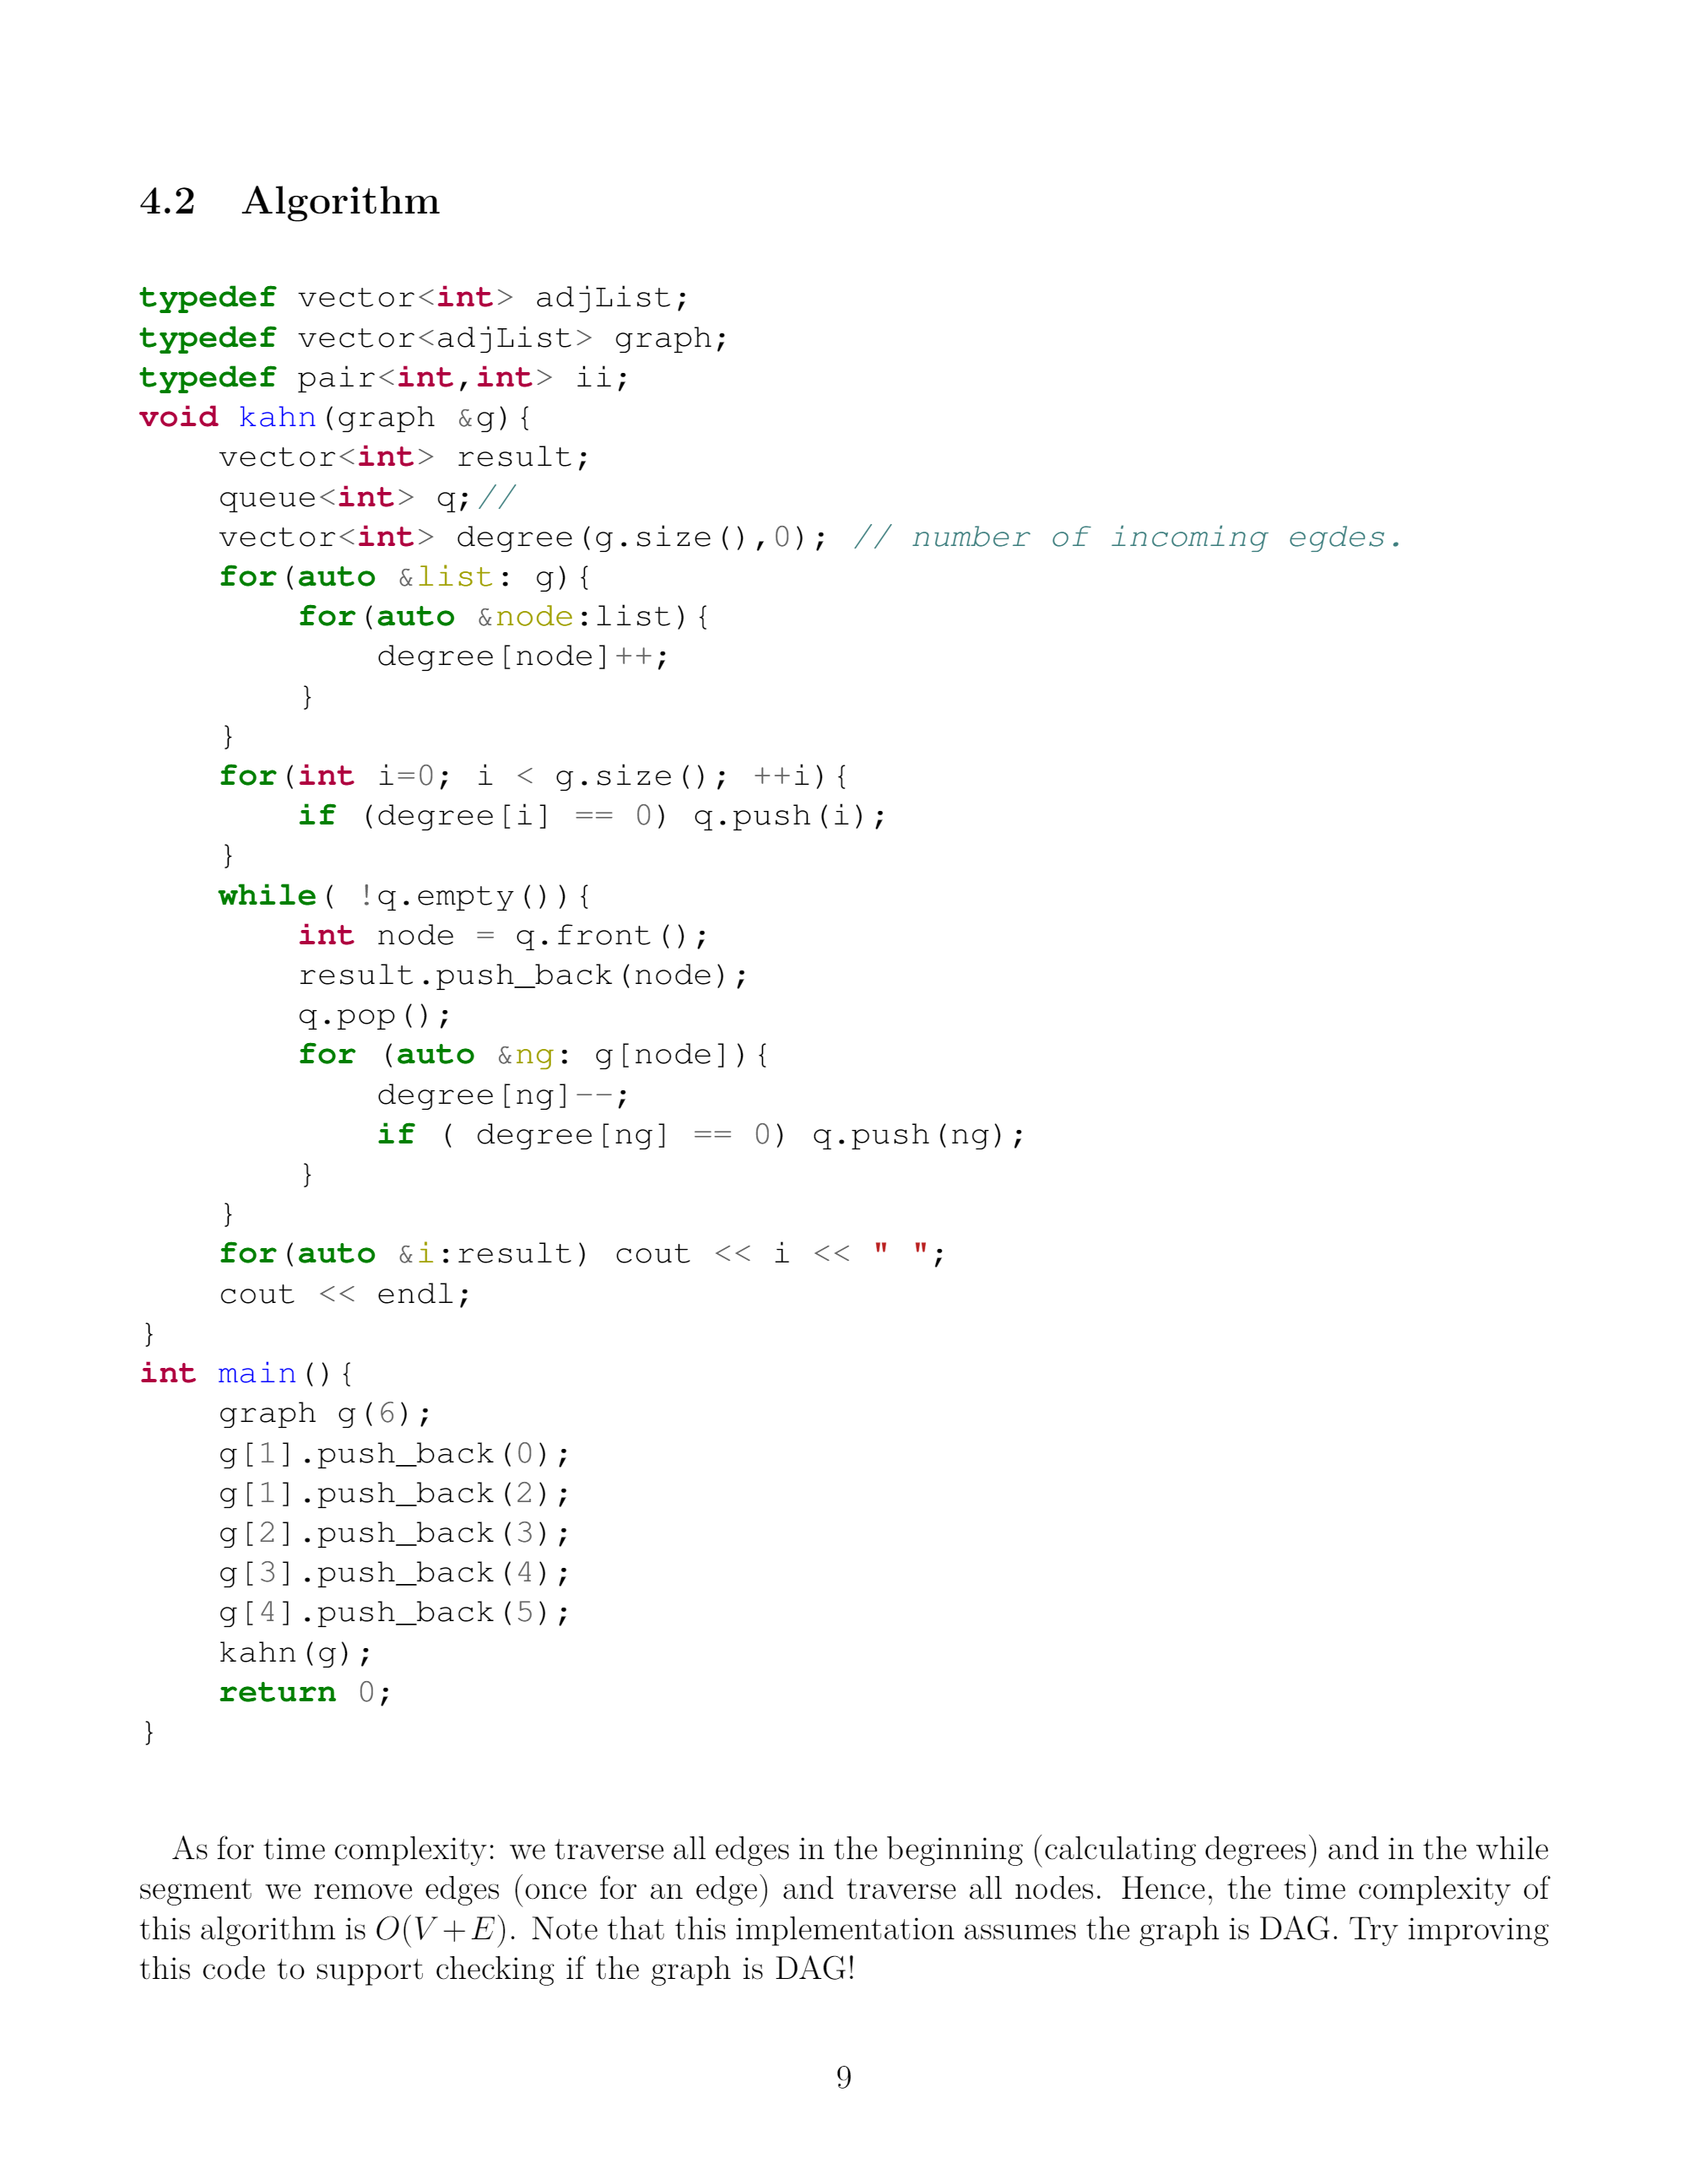 4.2 Algorithm
typedef vector<int> adjList;
typedef vector<adjList> graph;
typedef pair<int,int> ii;
void kahn(graph &g){
    vector<int> result;
    queue<int> q;//
    vector<int> degree(g.size(),0); // number of incoming egdes.
    for(auto &list: g){
        for(auto &node:list){
            degree[node]++;
        }
    }
    for(int i=0; i < g.size(); ++i){
        if (degree[i] == 0) q.push(i);
    }
    while( !q.empty()){
        int node = q.front();
        result.push_back(node);
        q.pop();
        for (auto &ng: g[node]){
            degree[ng]--;
            if ( degree[ng] == 0) q.push(ng);
        }
    }
    for(auto &i:result) cout << i << " ";
    cout << endl;
}
int main(){
    graph g(6);
    g[1].push_back(0);
    g[1].push_back(2);
    g[2].push_back(3);
    g[3].push_back(4);
    g[4].push_back(5);
    kahn(g);
    return 0;
}
As for time complexity: we traverse all edges in the beginning (calculating degrees) and in the while
segment we remove edges (once for an edge) and traverse all nodes. Hence, the time complexity of
this algorithm is O(V + E). Note that this implementation assumes the graph is DAG. Try improving
this code to support checking if the graph is DAG!
9